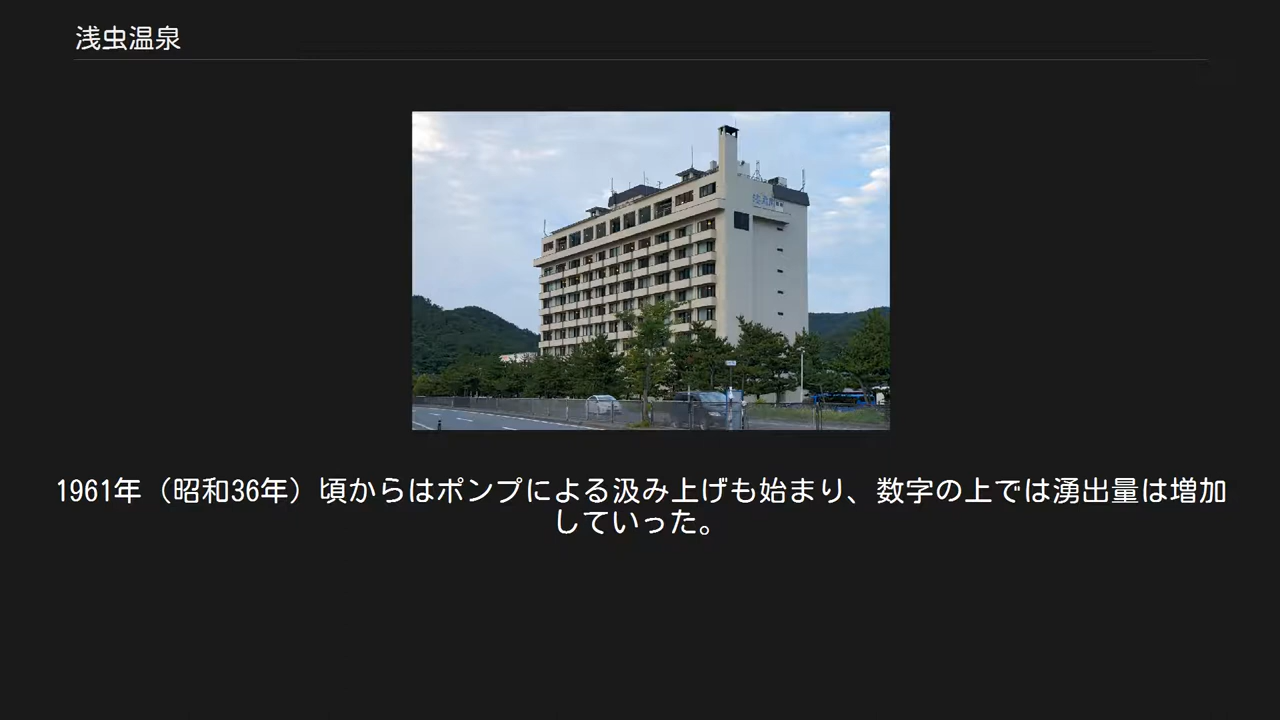 浅虫温泉
1961年（昭和36年）頃からはポンプによる汲み上げも始まり、数字の上では湧出量は増加
していった。